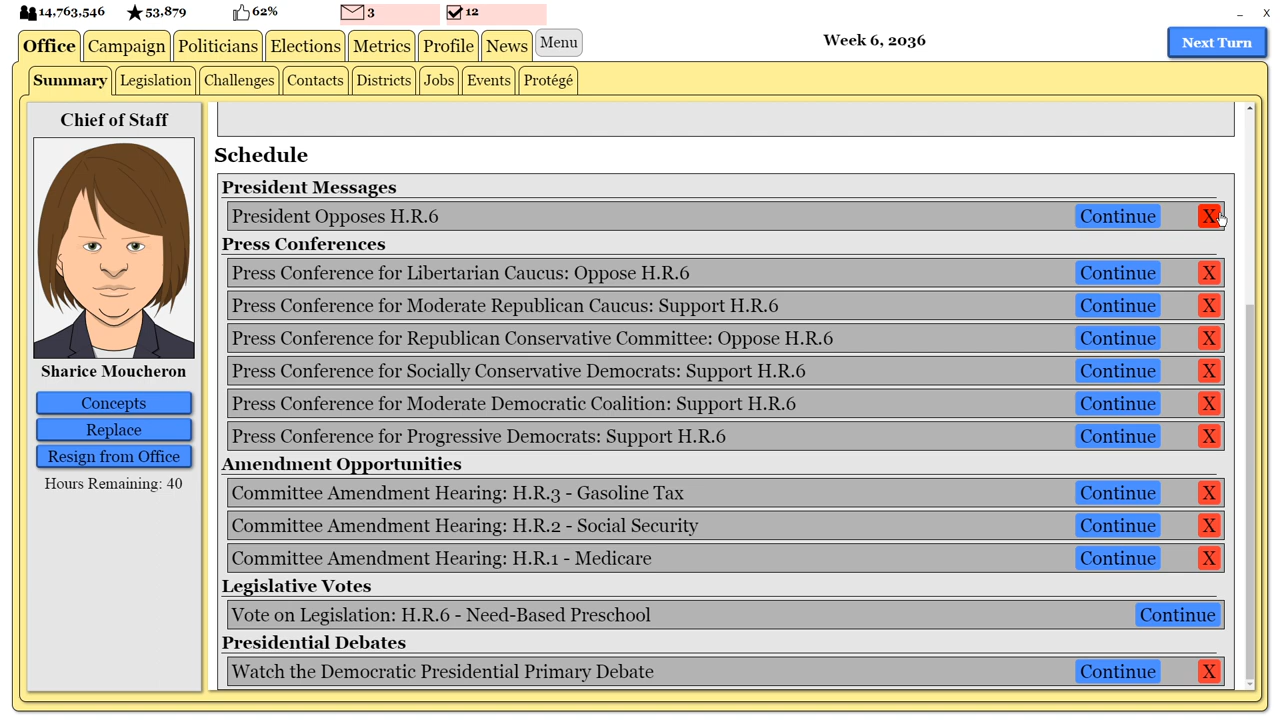 14,763,546 53,879 62% 3 12
_ X
Office Campaign Politicians Elections Metrics Profile News Menu Week 6, 2036 Next Turn
Summary Legislation Challenges Contacts Districts Jobs Events Protégé
Chief of Staff
Sharice Moucheron
Concepts
Replace
Resign from Office
Hours Remaining: 40
Schedule
President Messages
President Opposes H.R.6 Continue X
Press Conferences
Press Conference for Libertarian Caucus: Oppose H.R.6 Continue X
Press Conference for Moderate Republican Caucus: Support H.R.6 Continue X
Press Conference for Republican Conservative Committee: Oppose H.R.6 Continue X
Press Conference for Socially Conservative Democrats: Support H.R.6 Continue X
Press Conference for Moderate Democratic Coalition: Support H.R.6 Continue X
Press Conference for Progressive Democrats: Support H.R.6 Continue X
Amendment Opportunities
Committee Amendment Hearing: H.R.3 - Gasoline Tax Continue X
Committee Amendment Hearing: H.R.2 - Social Security Continue X
Committee Amendment Hearing: H.R.1 - Medicare Continue X
Legislative Votes
Vote on Legislation: H.R.6 - Need-Based Preschool Continue
Presidential Debates
Watch the Democratic Presidential Primary Debate Continue X